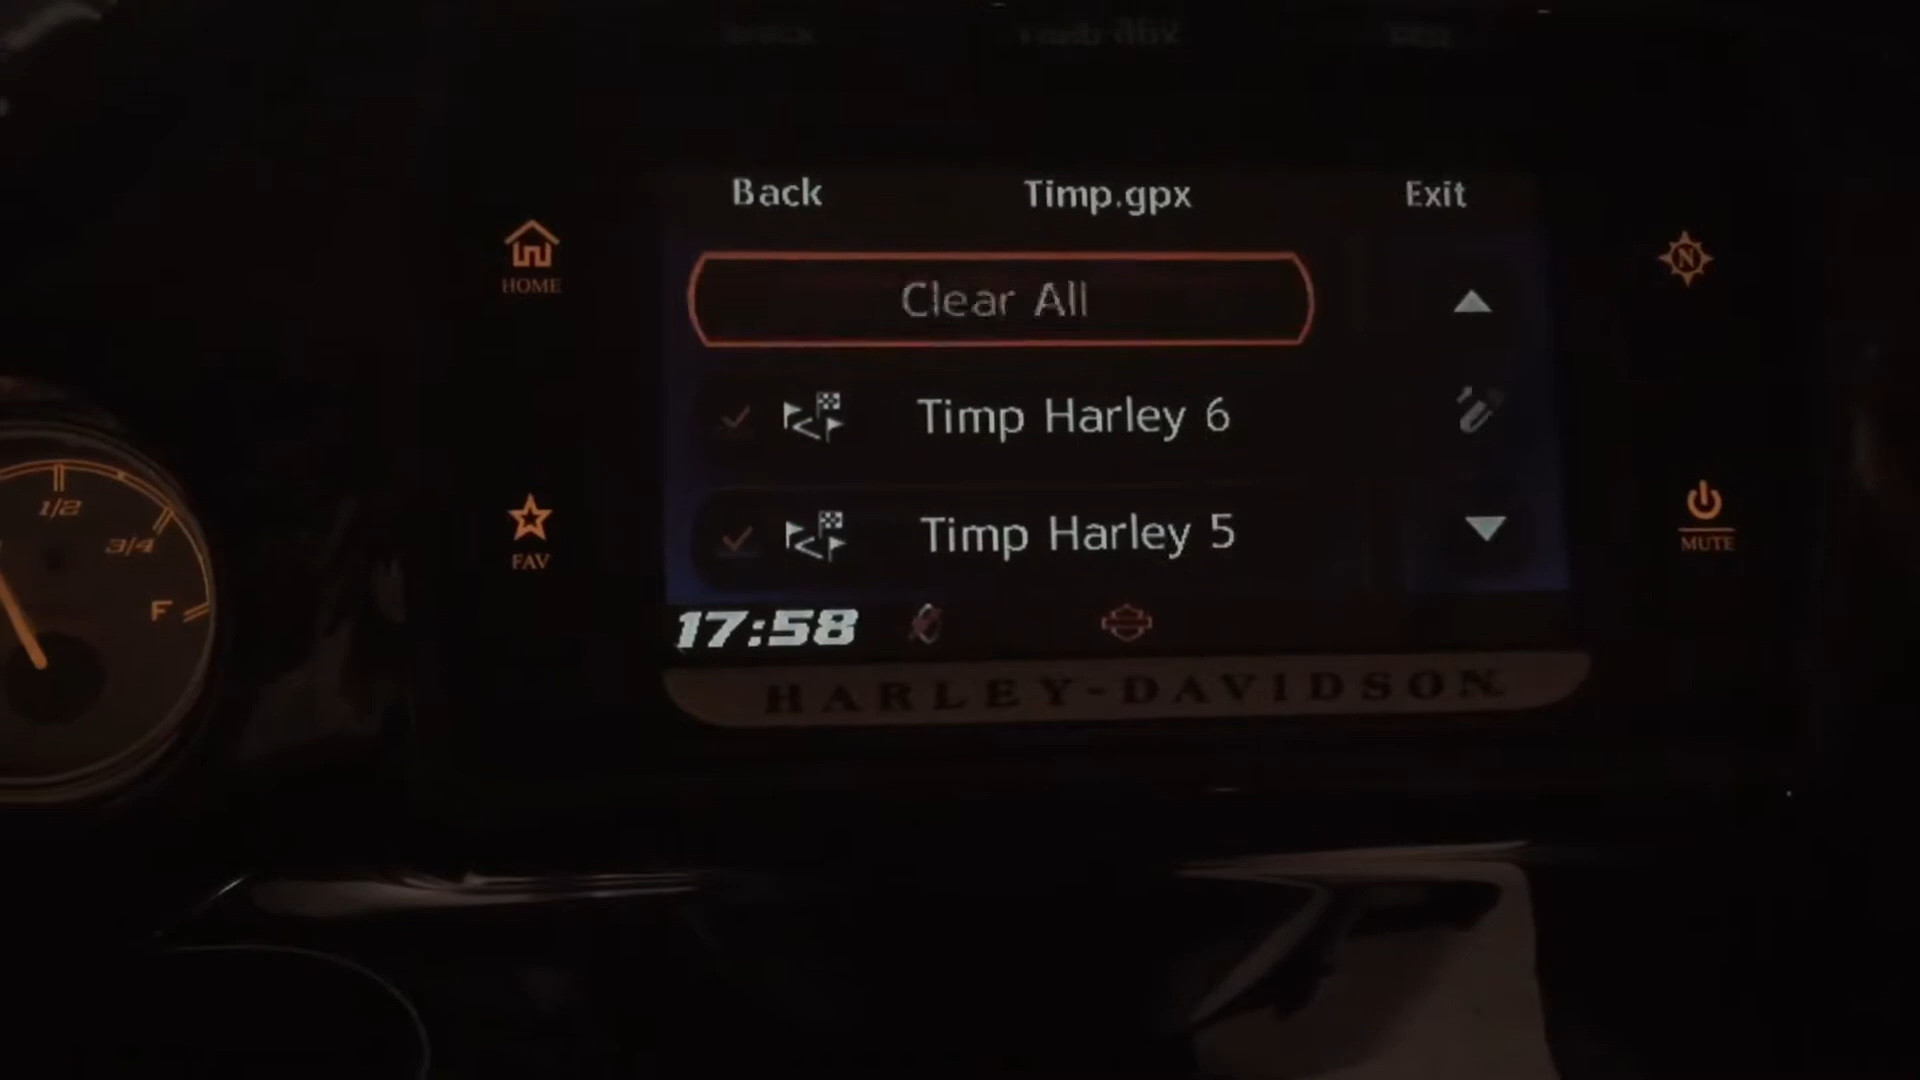 Back Timp.gpx Exit
Clear All
HOME
N
Timp Harley 6
1/2
3/4
F
FAV
Timp Harley 5
MUTE
17:58
HARLEY-DAVIDSON